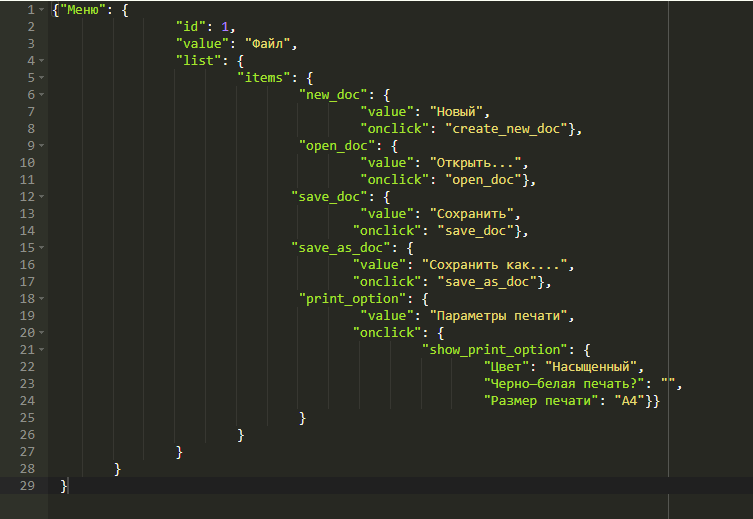 1 {"Меню": {
2 "id": 1,
3 "value": "Файл",
4 "list": {
5 "items": {
6 "new_doc": {
7 "value": "Новый",
8 "onclick": "create_new_doc"},
9 "open_doc": {
10 "value": "Открыть...",
11 "onclick": "open_doc"},
12 "save_doc": {
13 "value": "Сохранить",
14 "onclick": "save_doc"},
15 "save_as_doc": {
16 "value": "Сохранить как....",
17 "onclick": "save_as_doc"},
18 "print_option": {
19 "value": "Параметры печати",
20 "onclick": {
21 "show_print_option": {
22 "Цвет": "Насыщенный",
23 "Черно—белая печать?": "",
24 "Размер печати": "A4"}}
25 }
26 }
27 }
28 }
29 }